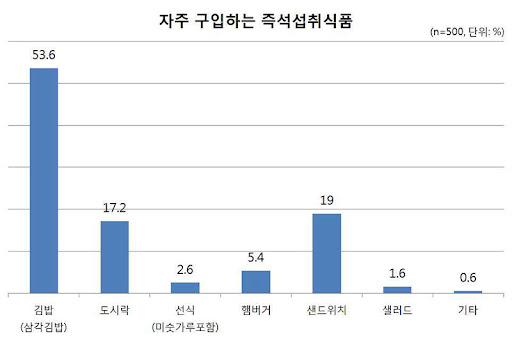 자주 구입하는 즉석섭취식품
(n=500, 단위: %)
53.6
17.2
2.6
5.4
19
1.6
0.6
김밥
(삼각김밥)
도시락
선식
(미숫가루포함)
햄버거
샌드위치
샐러드
기타